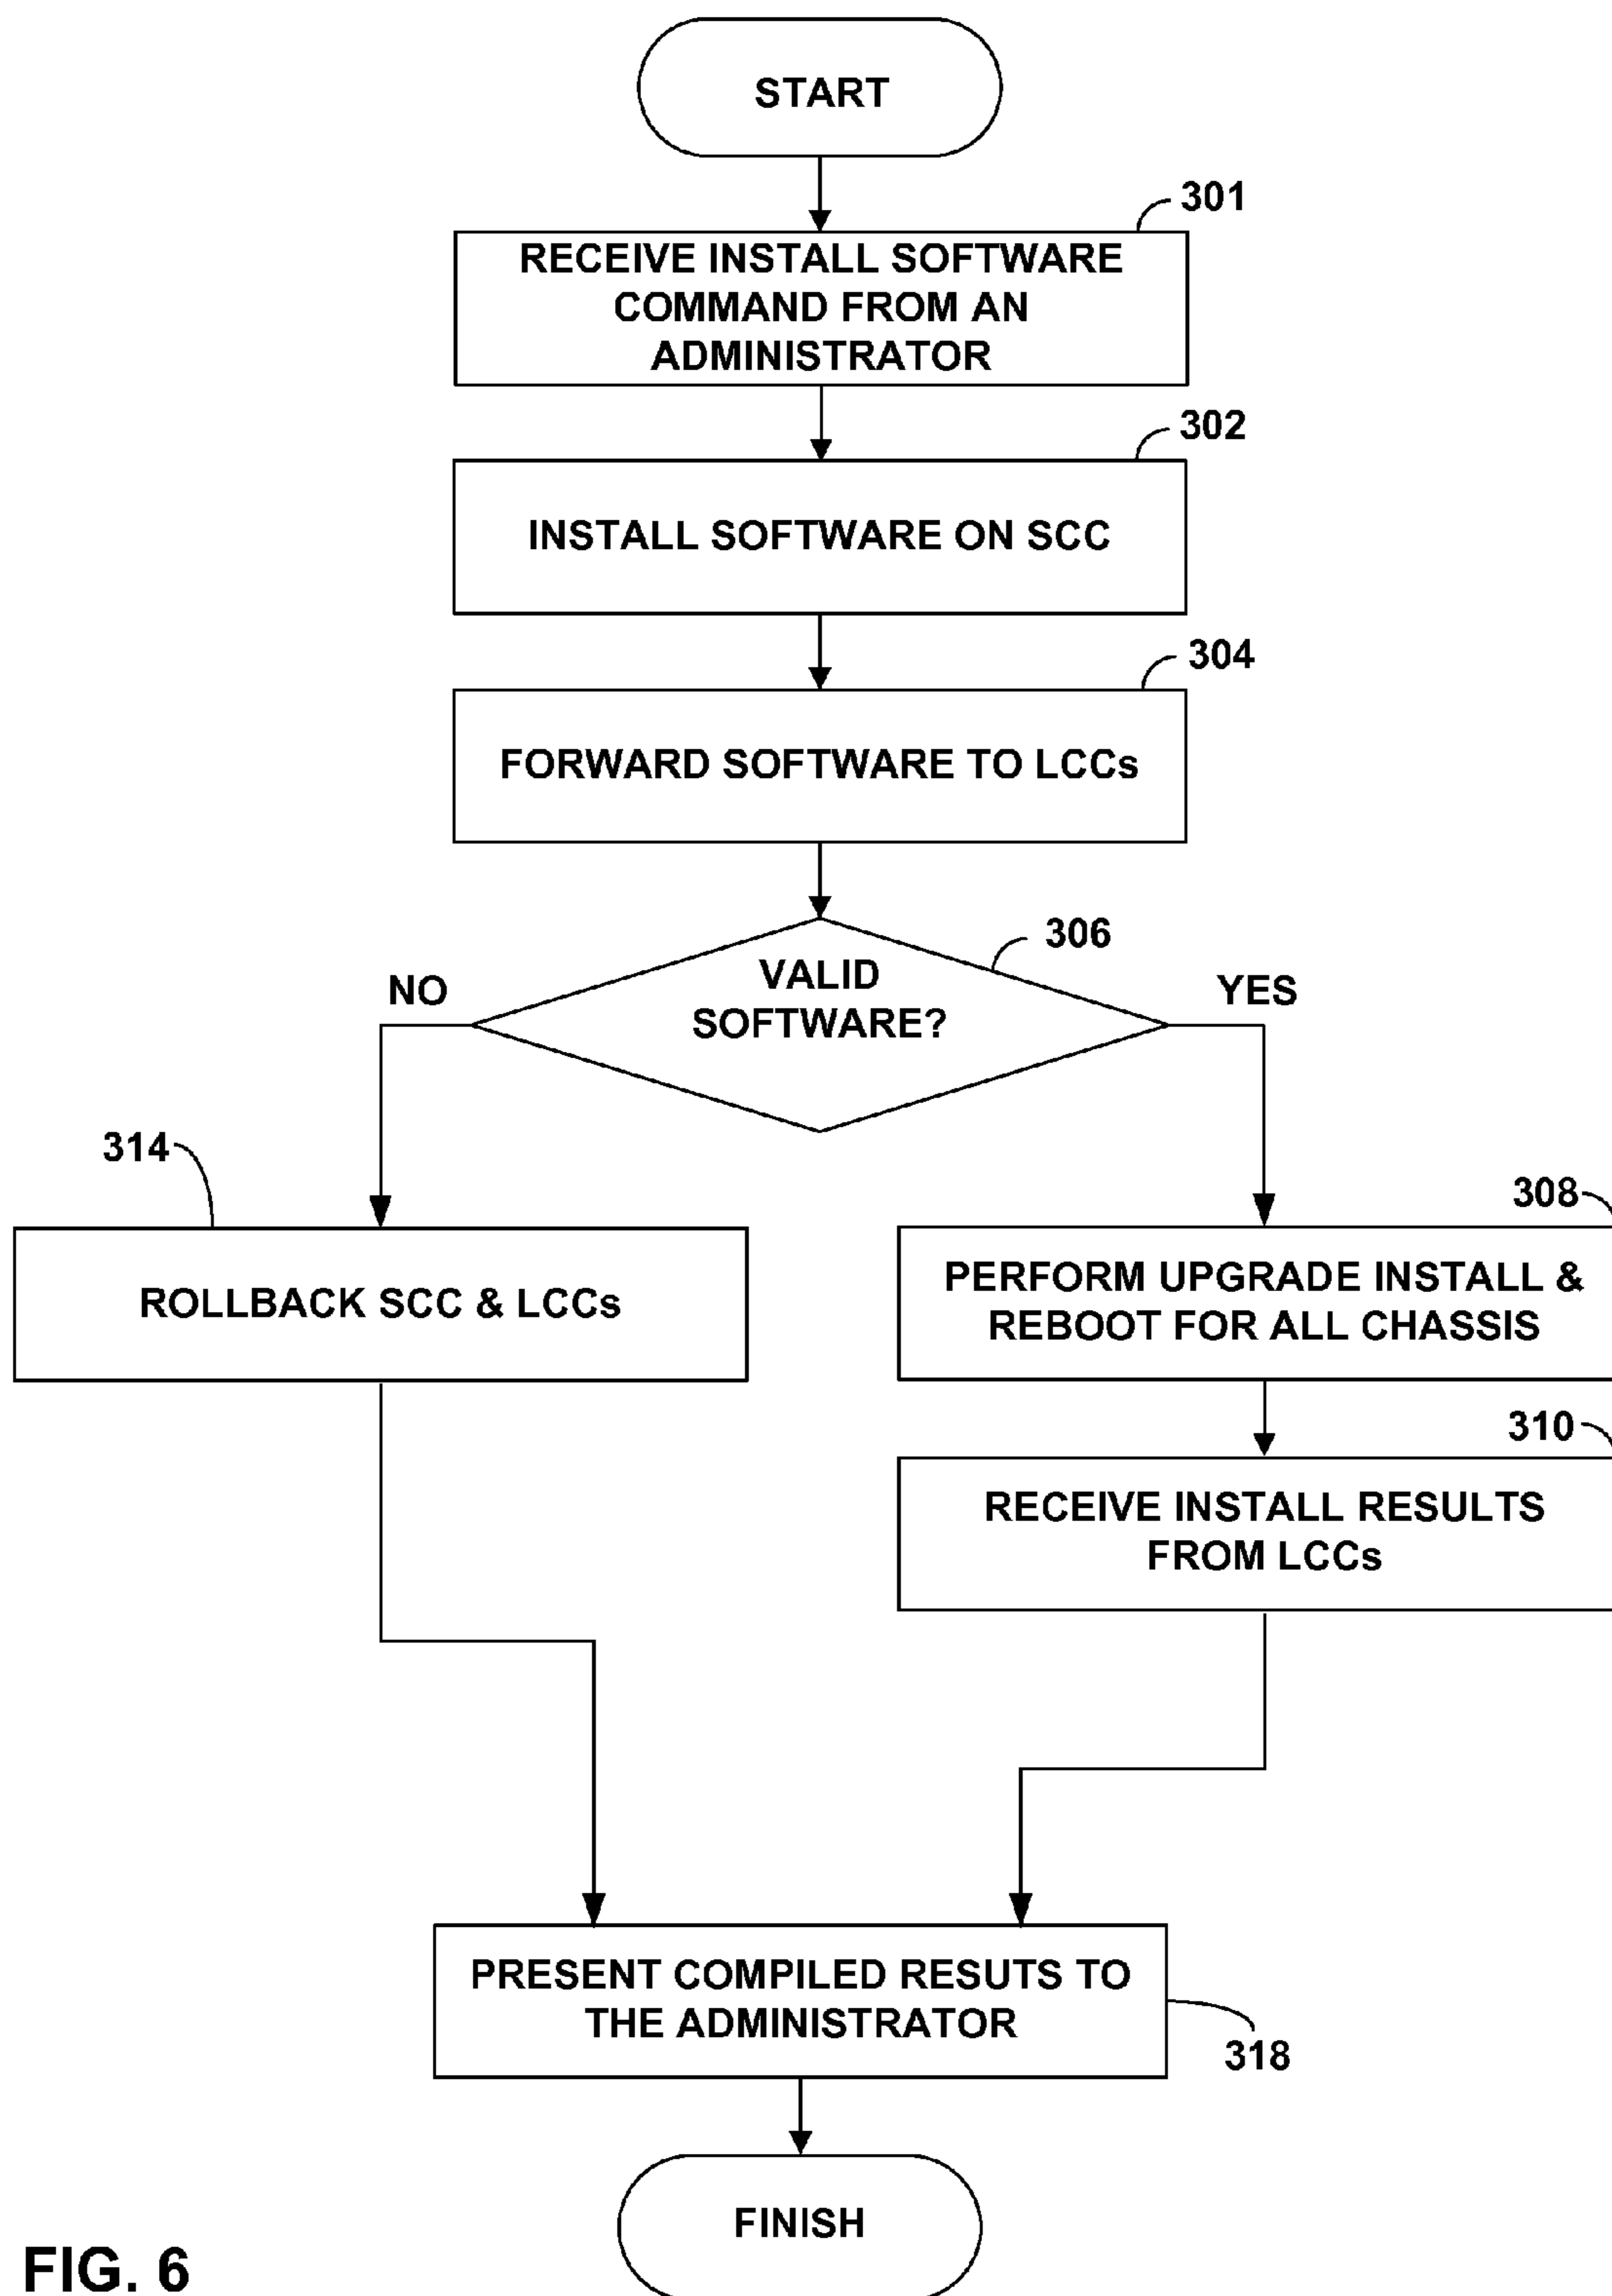 START
301
RECEIVE INSTALL SOFTWARE
COMMAND FROM AN
ADMINISTRATOR
302
INSTALL SOFTWARE ON SCC
304
FORWARD SOFTWARE TO LCCs
306
VALID
SOFTWARE?
NO
YES
314
ROLLBACK SCC & LCCs
308
PERFORM UPGRADE INSTALL &
REBOOT FOR ALL CHASSIS
310
RECEIVE INSTALL RESULTS
FROM LCCs
PRESENT COMPILED RESUTS TO
THE ADMINISTRATOR
318
FINISH
FIG. 6